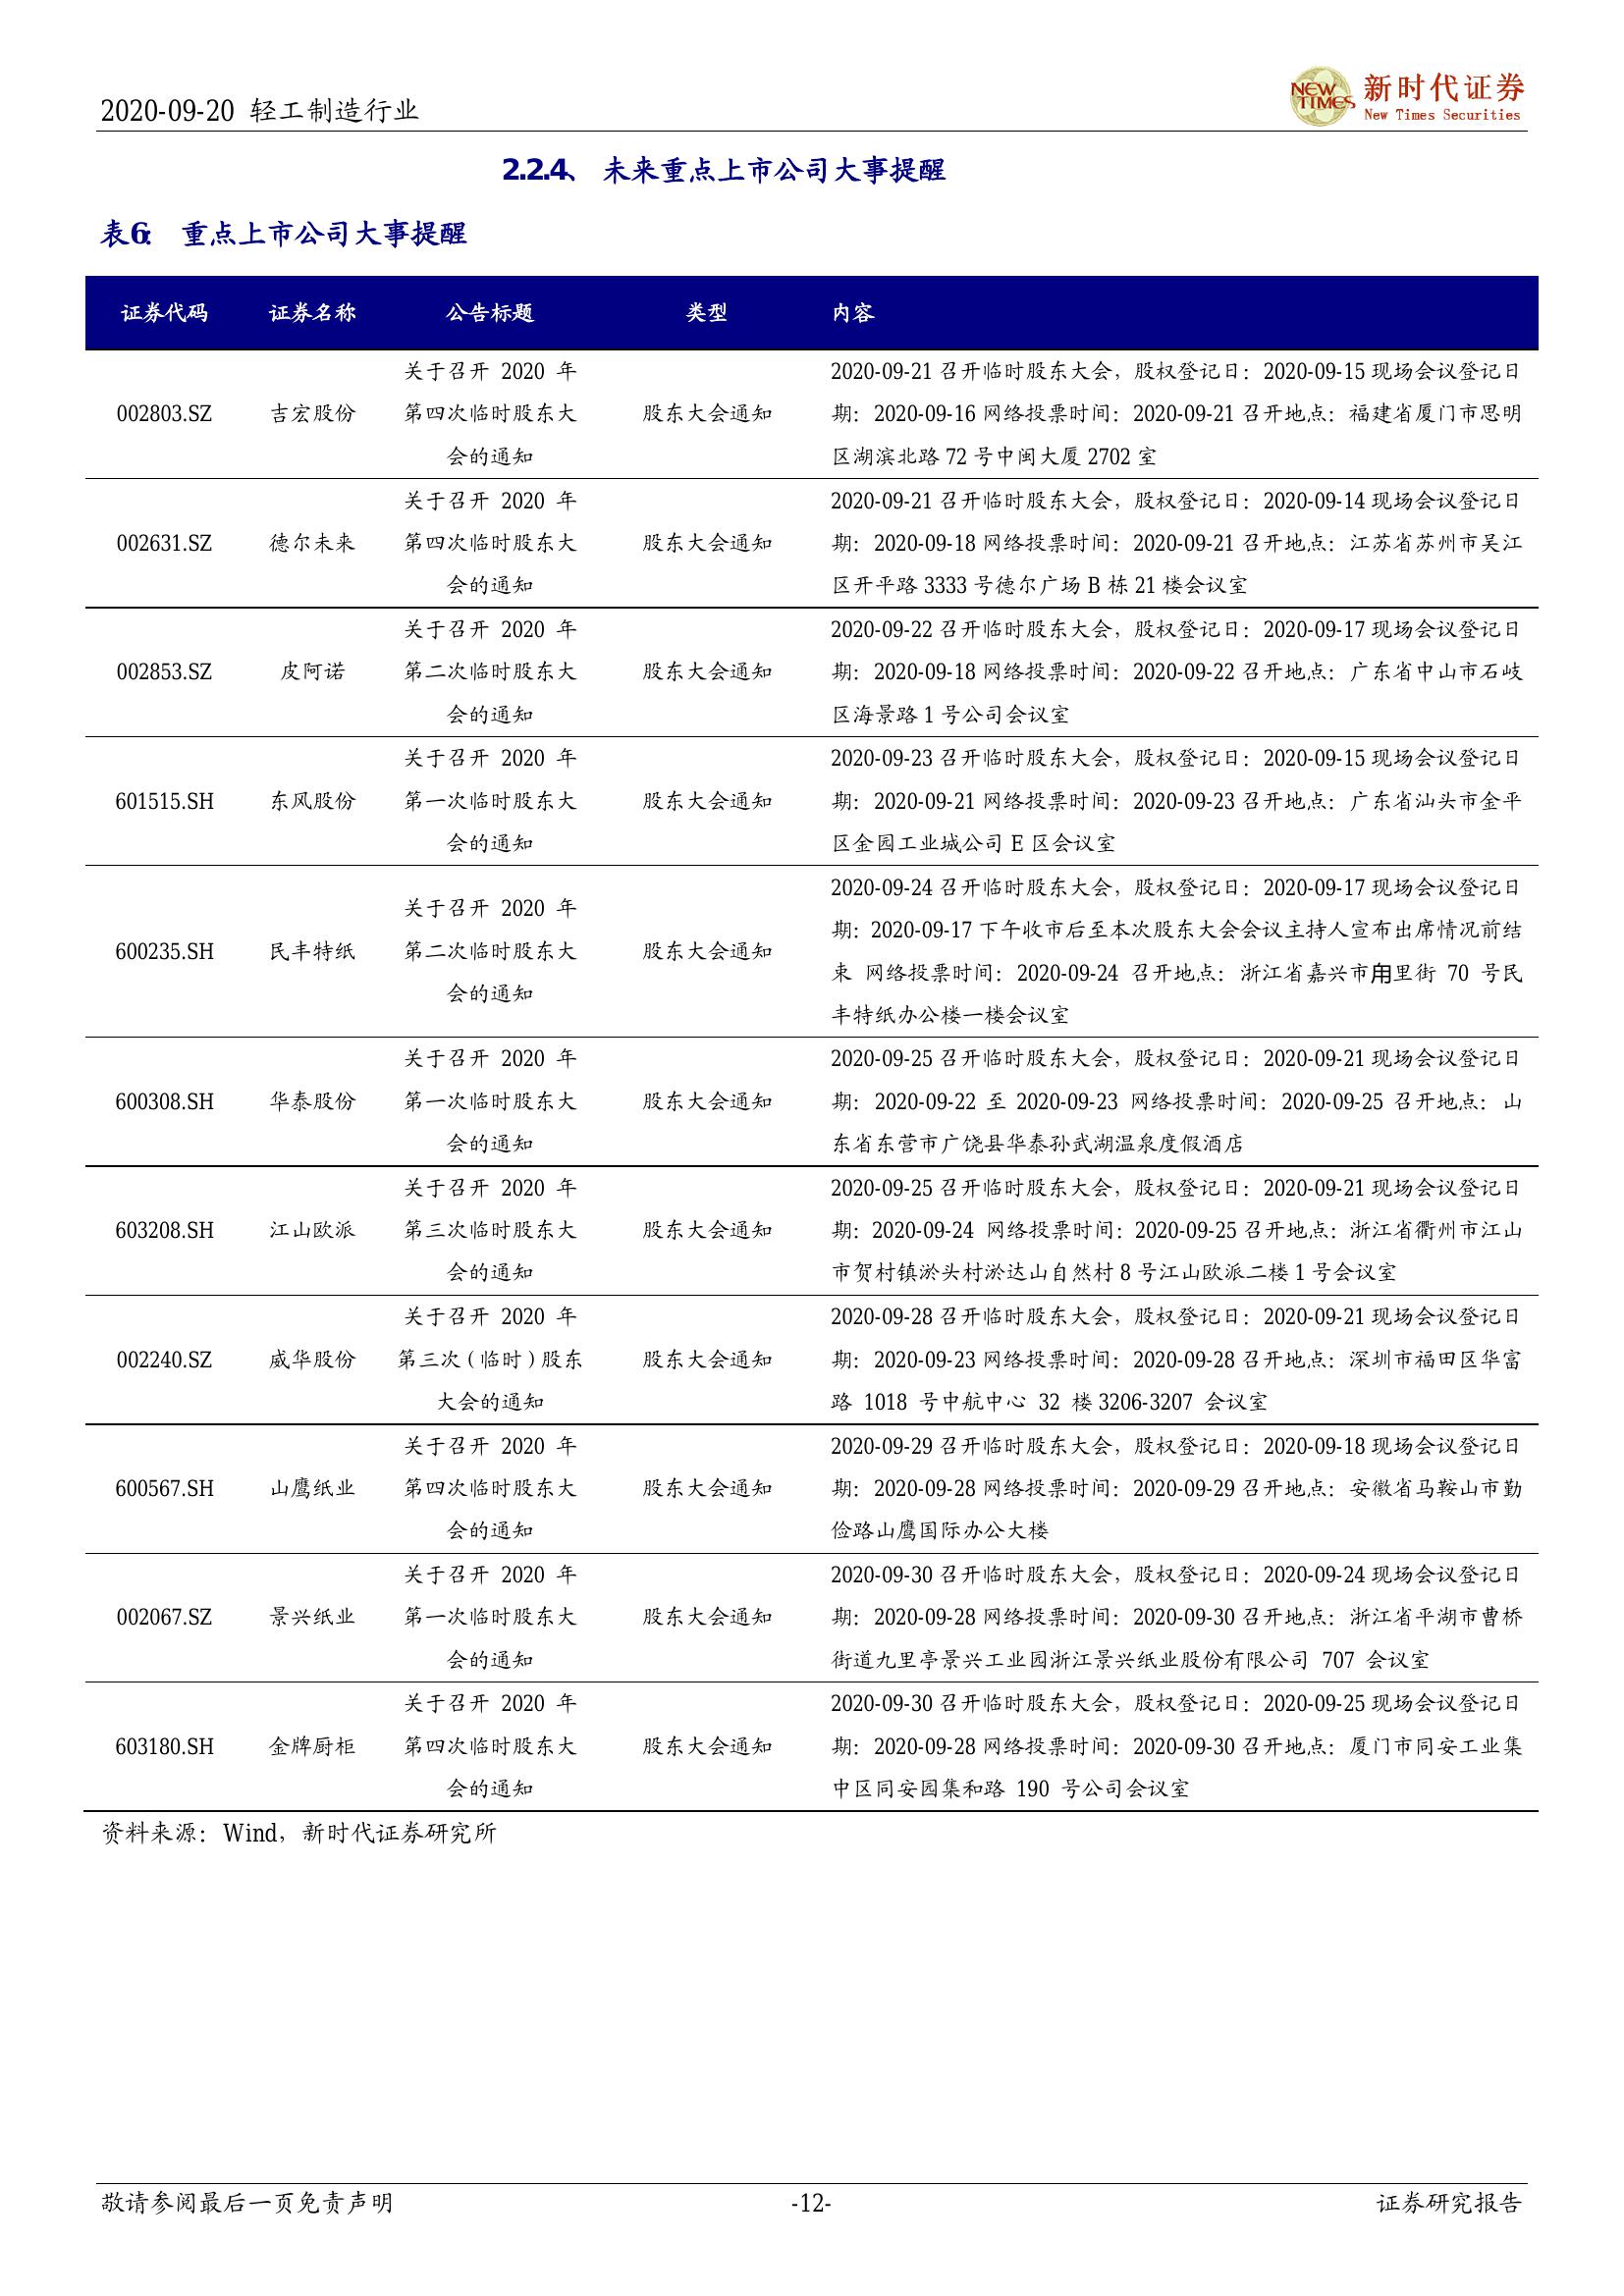 2020-09-20 轻工制造行业
NEW TIMES
新时代证券
New Times Securities
2.2.4、 未来重点上市公司大事提醒
表6： 重点上市公司大事提醒
证券代码 证券名称 公告标题 类型 内容
002803.SZ 吉宏股份
关于召开 2020 年
第四次临时股东大
会的通知
股东大会通知
2020-09-21 召开临时股东大会，股权登记日：2020-09-15 现场会议登记日
期：2020-09-16 网络投票时间：2020-09-21 召开地点：福建省厦门市思明
区湖滨北路 72 号中闽大厦 2702 室
002631.SZ 德尔未来
关于召开 2020 年
第四次临时股东大
会的通知
股东大会通知
2020-09-21 召开临时股东大会，股权登记日：2020-09-14 现场会议登记日
期：2020-09-18 网络投票时间：2020-09-21 召开地点：江苏省苏州市吴江
区开平路 3333 号德尔广场 B 栋 21 楼会议室
002853.SZ 皮阿诺
关于召开 2020 年
第二次临时股东大
会的通知
股东大会通知
2020-09-22 召开临时股东大会，股权登记日：2020-09-17 现场会议登记日
期：2020-09-18 网络投票时间：2020-09-22 召开地点：广东省中山市石岐
区海景路 1 号公司会议室
601515.SH 东风股份
关于召开 2020 年
第一次临时股东大
会的通知
股东大会通知
2020-09-23 召开临时股东大会，股权登记日：2020-09-15 现场会议登记日
期：2020-09-21 网络投票时间：2020-09-23 召开地点：广东省汕头市金平
区金园工业城公司 E 区会议室
600235.SH 民丰特纸
关于召开 2020 年
第二次临时股东大
会的通知
股东大会通知
2020-09-24 召开临时股东大会，股权登记日：2020-09-17 现场会议登记日
期：2020-09-17 下午收市后至本次股东大会会议主持人宣布出席情况前结
束 网络投票时间：2020-09-24 召开地点：浙江省嘉兴市甪里街 70 号民
丰特纸办公楼一楼会议室
600308.SH 华泰股份
关于召开 2020 年
第一次临时股东大
会的通知
股东大会通知
2020-09-25 召开临时股东大会，股权登记日：2020-09-21 现场会议登记日
期：2020-09-22 至 2020-09-23 网络投票时间：2020-09-25 召开地点：山
东省东营市广饶县华泰孙武湖温泉度假酒店
603208.SH 江山欧派
关于召开 2020 年
第三次临时股东大
会的通知
股东大会通知
2020-09-25 召开临时股东大会，股权登记日：2020-09-21 现场会议登记日
期：2020-09-24 网络投票时间：2020-09-25 召开地点：浙江省衢州市江山
市贺村镇淤头村淤达山自然村 8 号江山欧派二楼 1 号会议室
002240.SZ 威华股份
关于召开 2020 年
第三次（临时）股东
大会的通知
股东大会通知
2020-09-28 召开临时股东大会，股权登记日：2020-09-21 现场会议登记日
期：2020-09-23 网络投票时间：2020-09-28 召开地点：深圳市福田区华富
路 1018 号中航中心 32 楼 3206-3207 会议室
600567.SH 山鹰纸业
关于召开 2020 年
第四次临时股东大
会的通知
股东大会通知
2020-09-29 召开临时股东大会，股权登记日：2020-09-18 现场会议登记日
期：2020-09-28 网络投票时间：2020-09-29 召开地点：安徽省马鞍山市勤
俭路山鹰国际办公大楼
002067.SZ 景兴纸业
关于召开 2020 年
第一次临时股东大
会的通知
股东大会通知
2020-09-30 召开临时股东大会，股权登记日：2020-09-24 现场会议登记日
期：2020-09-28 网络投票时间：2020-09-30 召开地点：浙江省平湖市曹桥
街道九里亭景兴工业园浙江景兴纸业股份有限公司 707 会议室
603180.SH 金牌厨柜
关于召开 2020 年
第四次临时股东大
会的通知
股东大会通知
2020-09-30 召开临时股东大会，股权登记日：2020-09-25 现场会议登记日
期：2020-09-28 网络投票时间：2020-09-30 召开地点：厦门市同安工业集
中区同安园集和路 190 号公司会议室
资料来源：Wind，新时代证券研究所
敬请参阅最后一页免责声明 -12- 证券研究报告